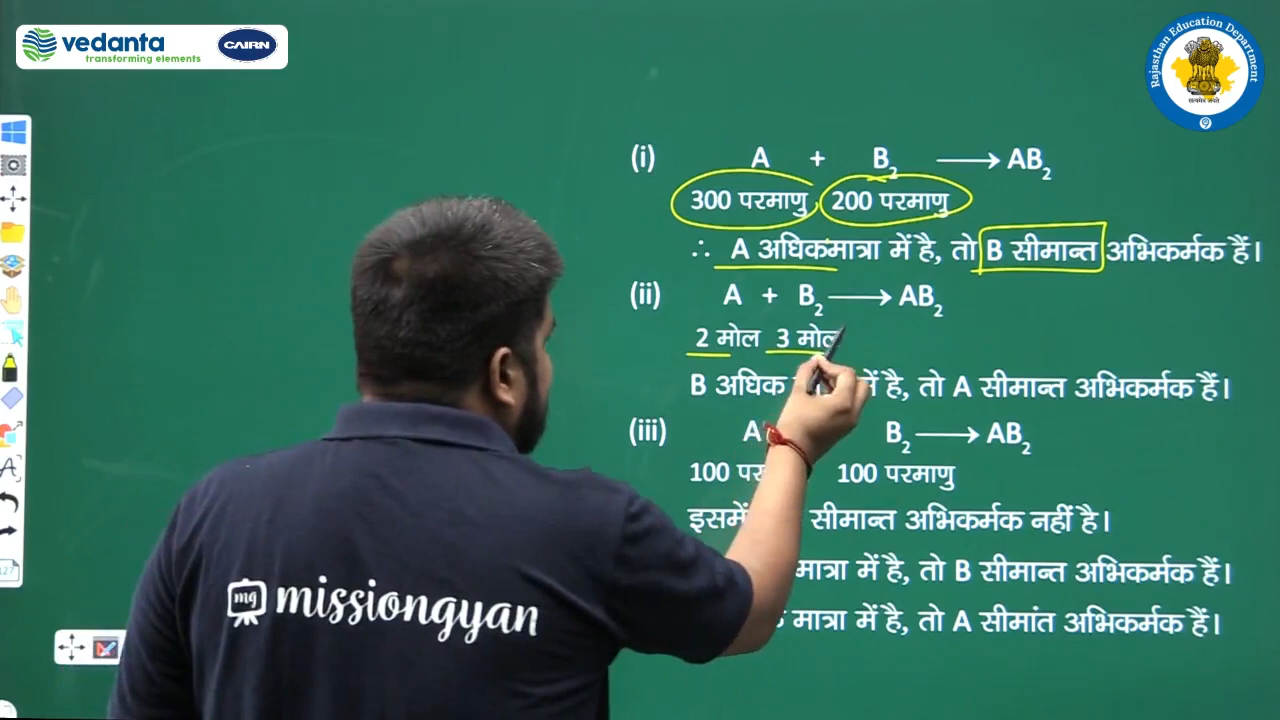 vedanta
transforming elements
CAIRN
Rajasthan Education Department
सत्यमेव जयते
(i) A + B₂ ⟶ AB₂
300 परमाणु 200 परमाणु
∴ A अधिकमात्रा में है, तो B सीमान्त अभिकर्मक हैं।
(ii) A + B₂ ⟶ AB₂
2 मोल 3 मोल
B अधिक में है, तो A सीमान्त अभिकर्मक हैं।
(iii) A B₂ ⟶ AB₂
100 100 परमाणु
इसमें सीमान्त अभिकर्मक नहीं है।
मात्रा में है, तो B सीमान्त अभिकर्मक हैं।
मात्रा में है, तो A सीमांत अभिकर्मक हैं।
mg missiongyan
127